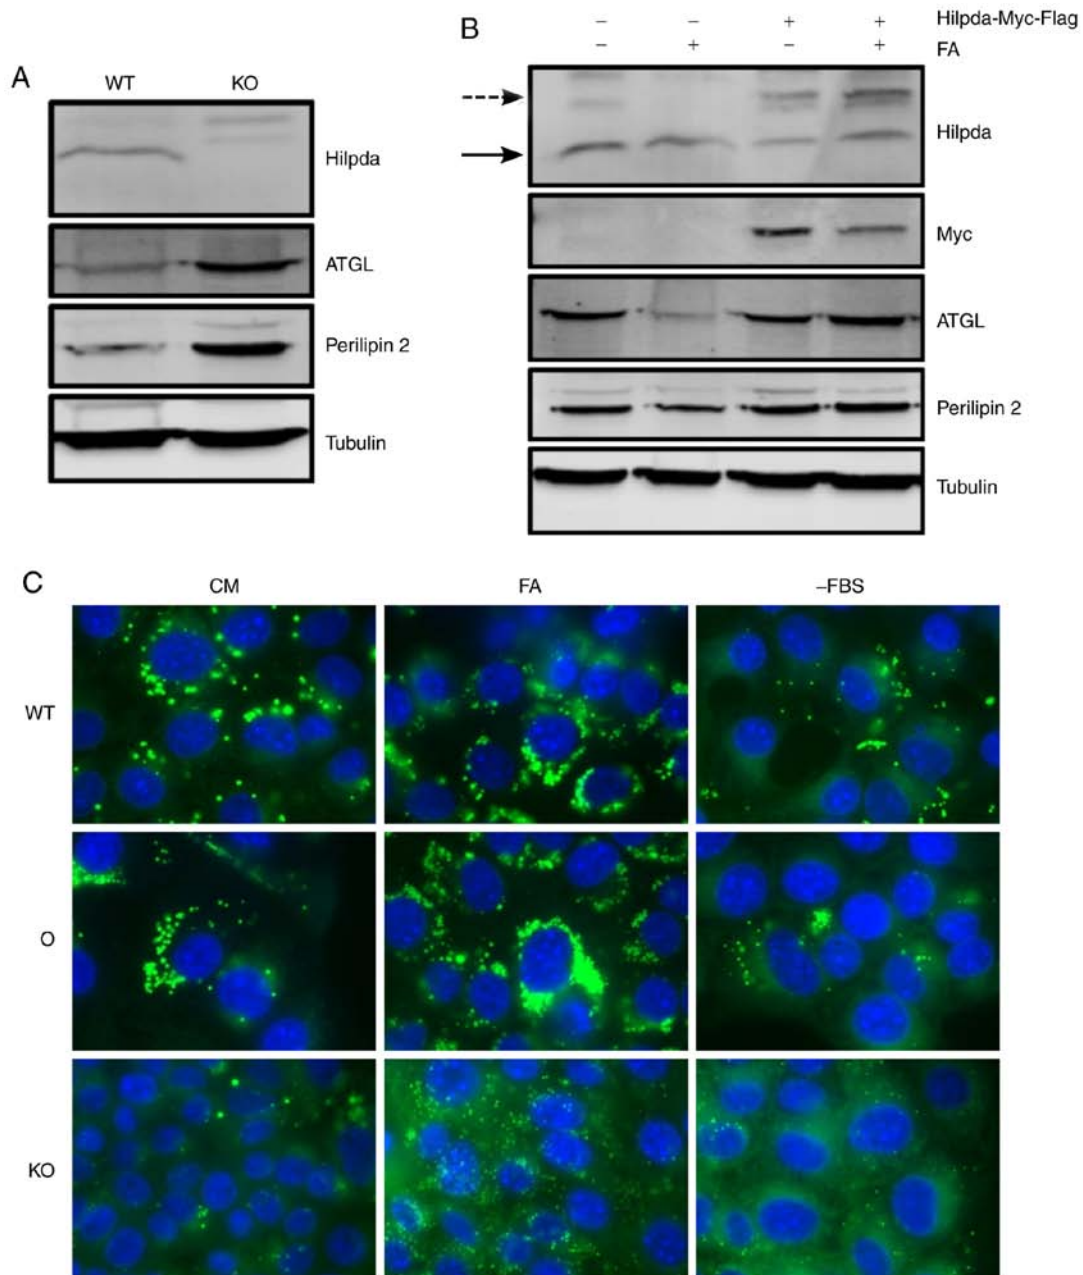 A
WT KO
Hilpda
ATGL
Perilipin 2
Tubulin
B
– – + + Hilpda-Myc-Flag
– + – + FA
Hilpda
Myc
ATGL
Perilipin 2
Tubulin
C
CM FA –FBS
WT
O
KO